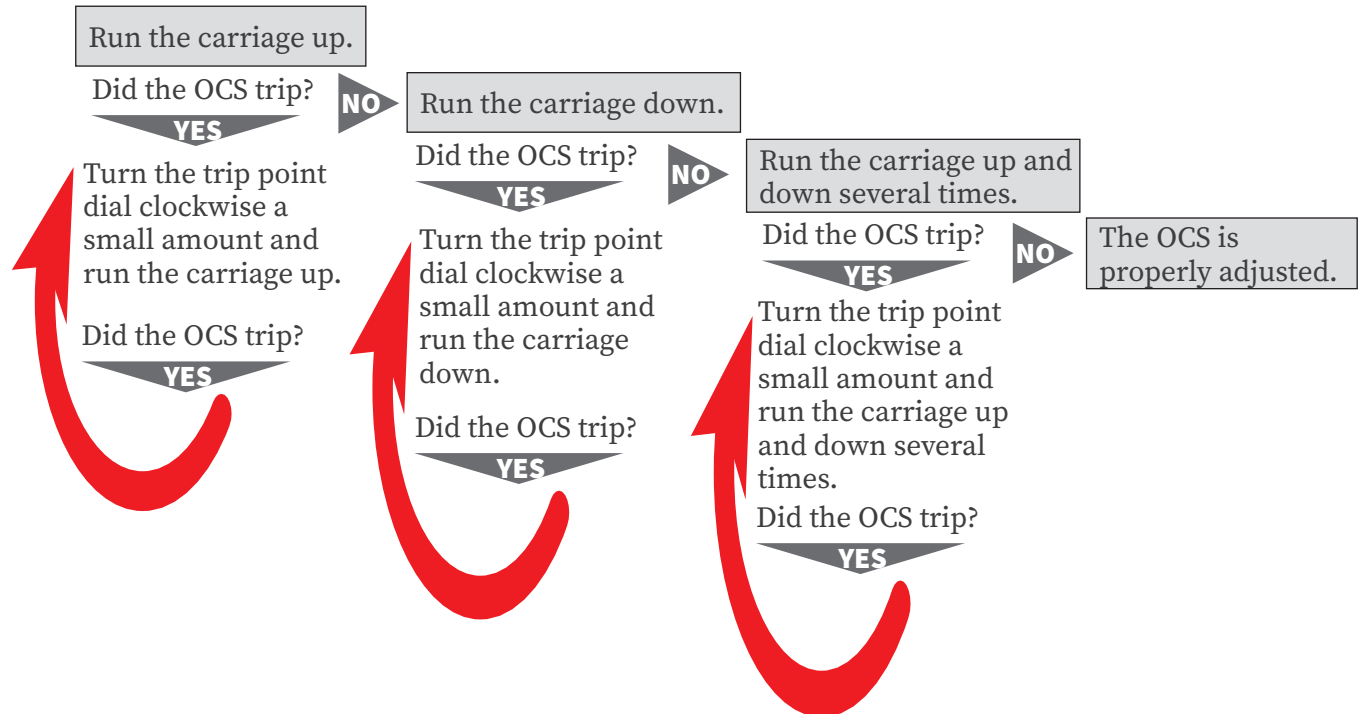 Run the carriage up.
Did the OCS trip?
NO
YES
Turn the trip point
dial clockwise a
small amount and
run the carriage up.
Did the OCS trip?
YES
Run the carriage down.
Did the OCS trip?
NO
YES
Turn the trip point
dial clockwise a
small amount and
run the carriage
down.
Did the OCS trip?
YES
Run the carriage up and
down several times.
Did the OCS trip?
NO
YES
Turn the trip point
dial clockwise a
small amount and
run the carriage up
and down several
times.
Did the OCS trip?
YES
The OCS is
properly adjusted.